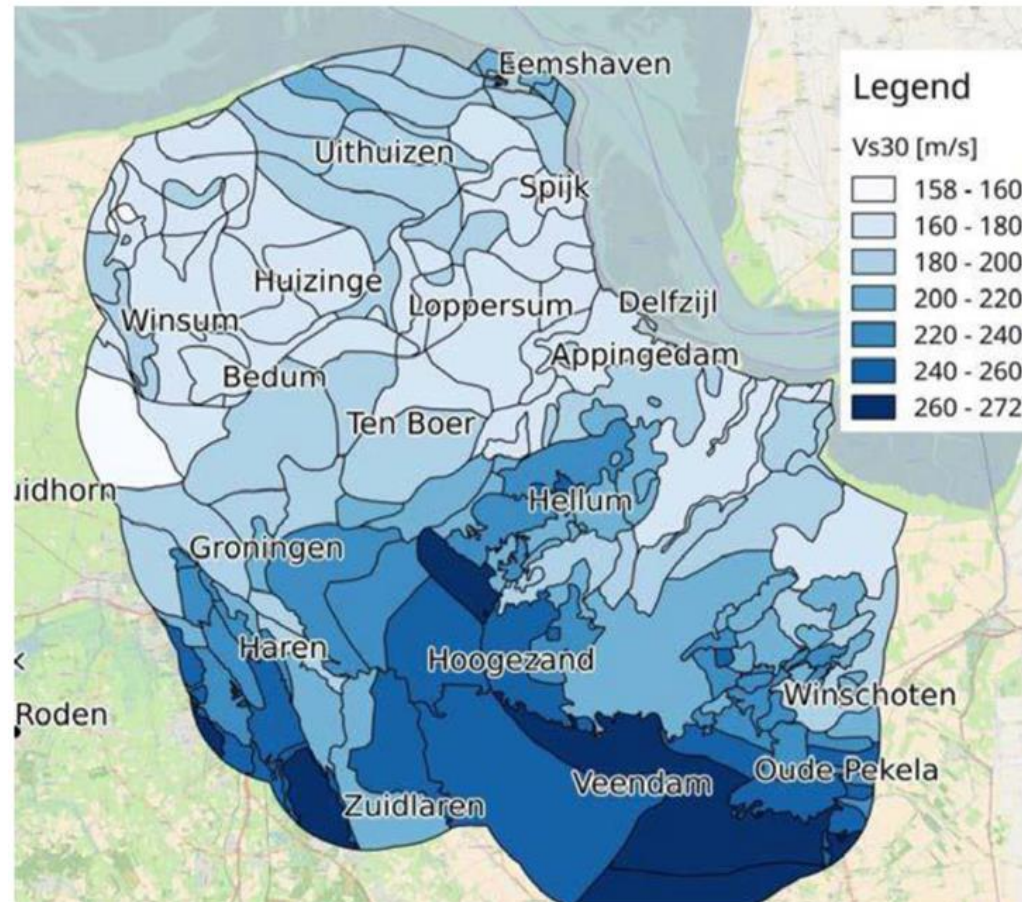 Eemshaven
Legend
Vs30 [m/s]
158 - 160
160 - 180
180 - 200
200 - 220
220 - 240
240 - 260
260 - 272
Uithuizen
Spijk
Huizinge
Loppersum
Delfzijl
Winsum
Appingedam
Bedum
Ten Boer
uidhorn
Hellum
Groningen
Haren
Hoogezand
Winschoten
Roden
Oude Pekela
Veendam
Zuidlaren